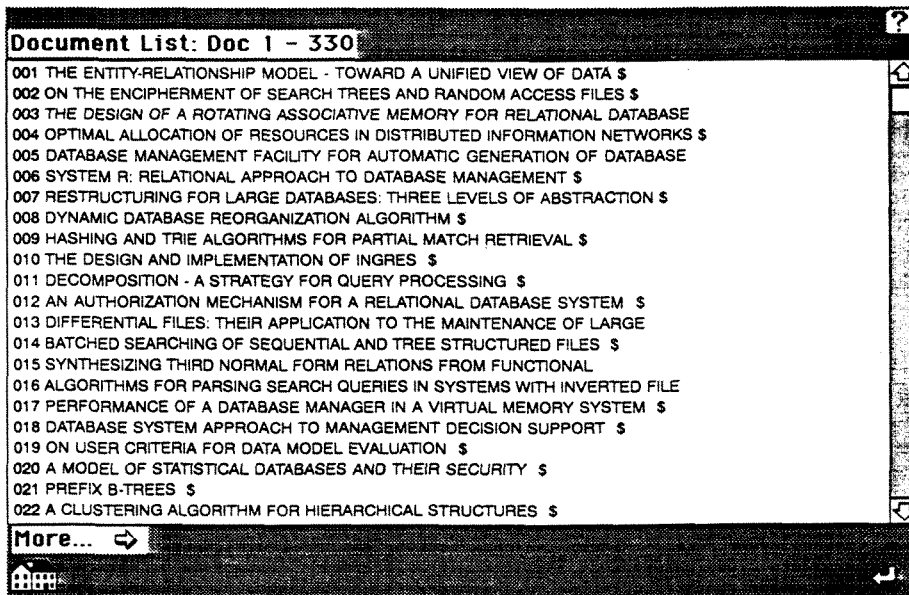 ?
Document List: Doc 1 - 330
001 THE ENTITY-RELATIONSHIP MODEL - TOWARD A UNIFIED VIEW OF DATA $
002 ON THE ENCIPHERMENT OF SEARCH TREES AND RANDOM ACCESS FILES $
003 THE DESIGN OF A ROTATING ASSOCIATIVE MEMORY FOR RELATIONAL DATABASE
004 OPTIMAL ALLOCATION OF RESOURCES IN DISTRIBUTED INFORMATION NETWORKS $
005 DATABASE MANAGEMENT FACILITY FOR AUTOMATIC GENERATION OF DATABASE
006 SYSTEM R: RELATIONAL APPROACH TO DATABASE MANAGEMENT $
007 RESTRUCTURING FOR LARGE DATABASES: THREE LEVELS OF ABSTRACTION $
008 DYNAMIC DATABASE REORGANIZATION ALGORITHM $
009 HASHING AND TRIE ALGORITHMS FOR PARTIAL MATCH RETRIEVAL $
010 THE DESIGN AND IMPLEMENTATION OF INGRES $
011 DECOMPOSITION - A STRATEGY FOR QUERY PROCESSING $
012 AN AUTHORIZATION MECHANISM FOR A RELATIONAL DATABASE SYSTEM $
013 DIFFERENTIAL FILES: THEIR APPLICATION TO THE MAINTENANCE OF LARGE
014 BATCHED SEARCHING OF SEQUENTIAL AND TREE STRUCTURED FILES $
015 SYNTHESIZING THIRD NORMAL FORM RELATIONS FROM FUNCTIONAL
016 ALGORITHMS FOR PARSING SEARCH QUERIES IN SYSTEMS WITH INVERTED FILE
017 PERFORMANCE OF A DATABASE MANAGER IN A VIRTUAL MEMORY SYSTEM $
018 DATABASE SYSTEM APPROACH TO MANAGEMENT DECISION SUPPORT $
019 ON USER CRITERIA FOR DATA MODEL EVALUATION $
020 A MODEL OF STATISTICAL DATABASES AND THEIR SECURITY $
021 PREFIX B-TREES $
022 A CLUSTERING ALGORITHM FOR HIERARCHICAL STRUCTURES $
More...